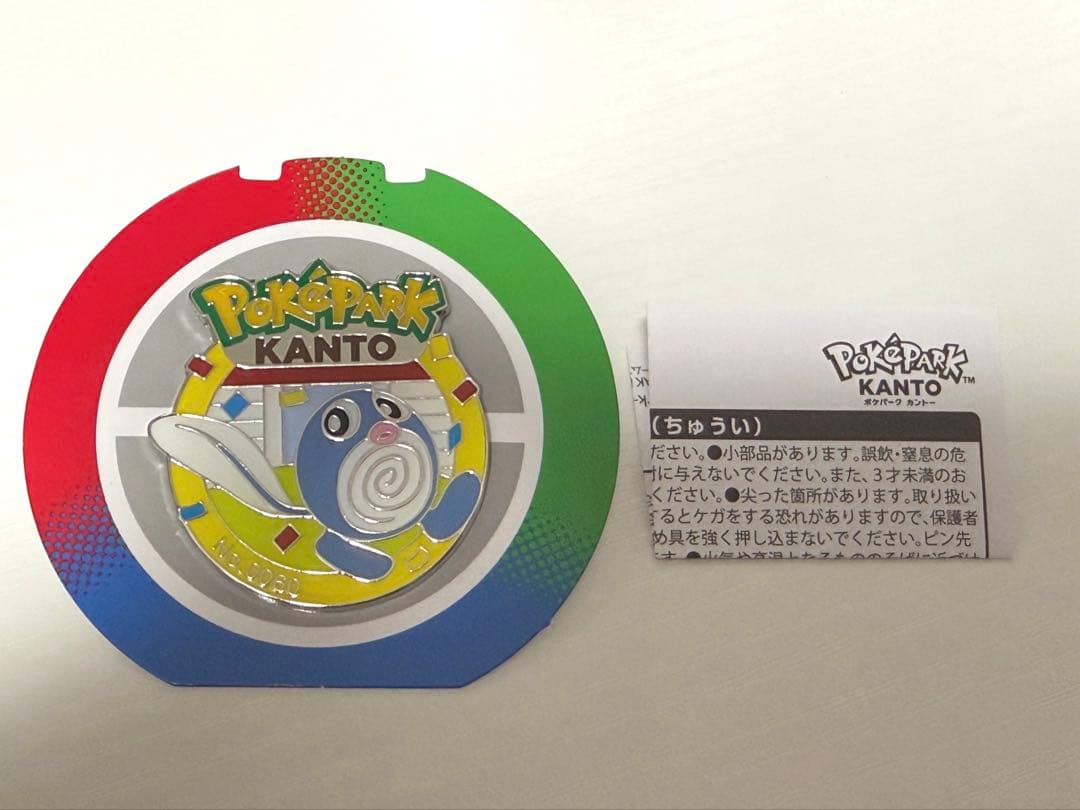 POKéPARK
KANTO
No.0060
POKéPARK
KANTO™
ポケパーク カントー
(ちゅうい)
ださい。●小部品があります。誤飲・窒息の危
に与えないでください。また、3才未満のお
ください。●尖った箇所があります。取り扱い
するとケガをする恐れがありますので、保護者
め具を強く押し込まないでください。ピン先